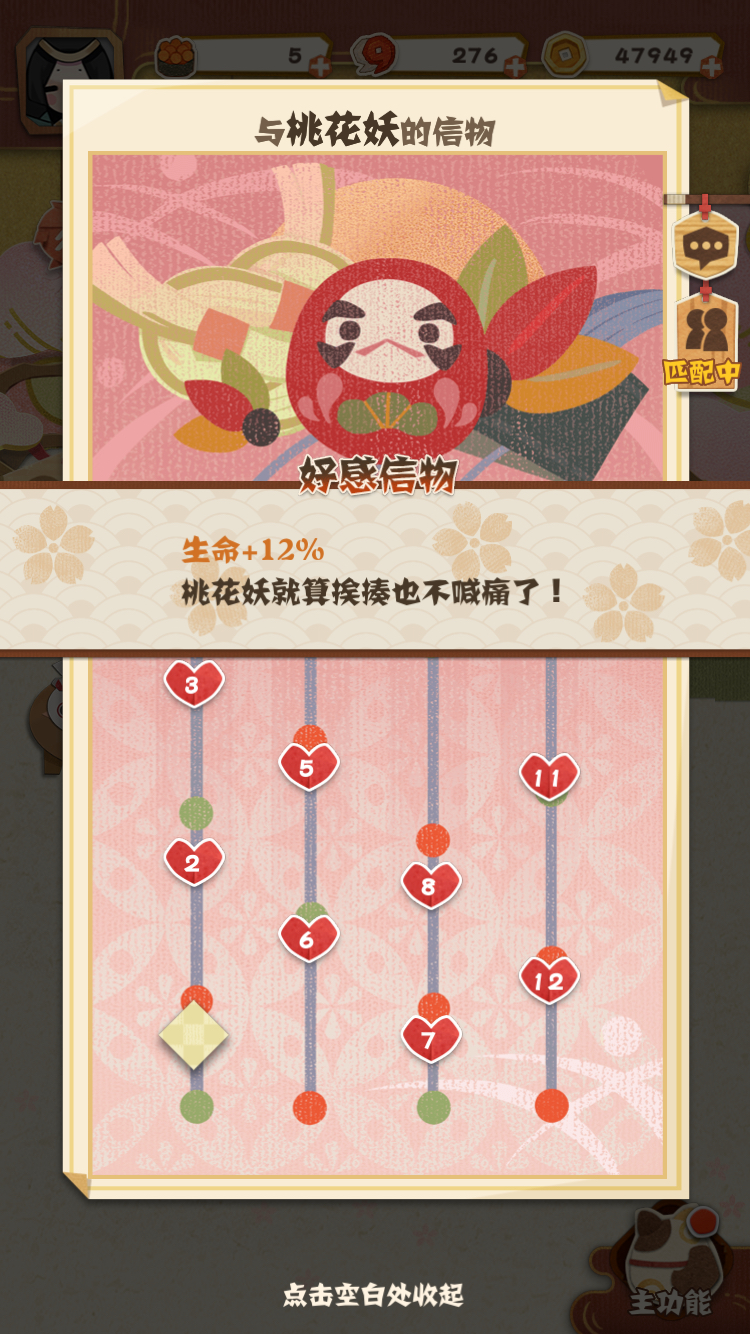 5 276 47949
与桃花妖的信物
匹配中
好感信物
生命+12%
桃花妖就算挨揍也不喊痛了！
3
5
11
2
8
6
12
7
点击空白处收起
主功能